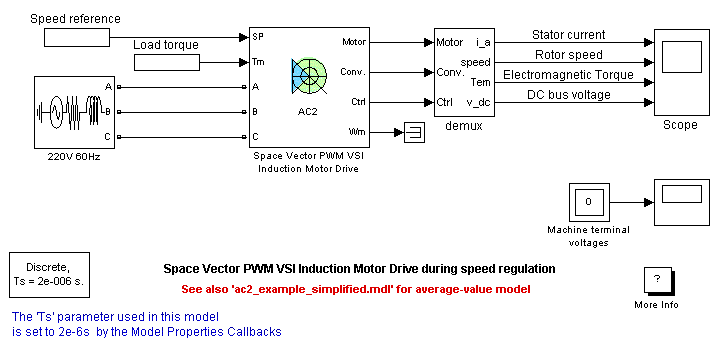 Speed reference
Load torque
SP
Tm
A
B
C
Motor
Conv.
Ctrl
Wm
AC2
Space Vector PWM VSI
Induction Motor Drive
A
B
C
220V 60Hz
Motor
Conv.
Ctrl
i_a
speed
Tem
v_dc
demux
Stator current
Rotor speed
Electromagnetic Torque
DC bus voltage
Scope
0
Machine terminal
voltages
Discrete,
Ts = 2e-006 s.
Space Vector PWM VSI Induction Motor Drive during speed regulation
See also 'ac2_example_simplified.mdl' for average-value model
?
More Info
The 'Ts' parameter used in this model
is set to 2e-6s by the Model Properties Callbacks